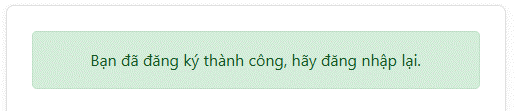 Bạn đã đăng ký thành công, hãy đăng nhập lại.